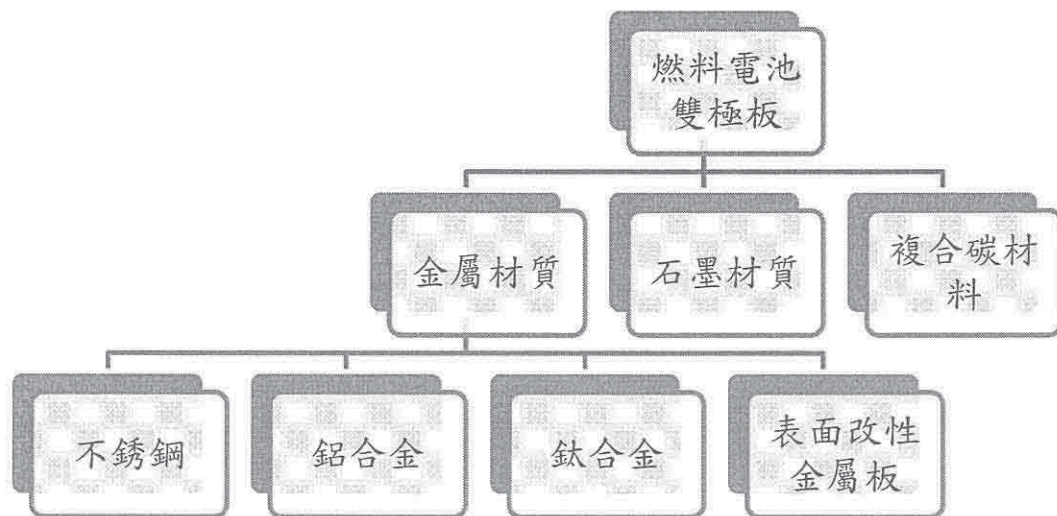 燃料電池
雙極板
金屬材質
石墨材質
複合碳材
料
不銹鋼
鋁合金
鈦合金
表面改性
金屬板